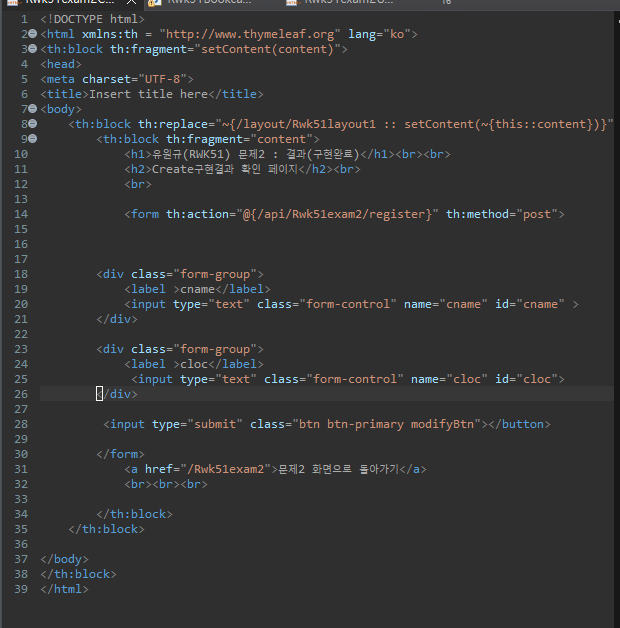 Rwk51exam2C...
Rwk51Bookca...
Rwk51exam2U...
16
1 <!DOCTYPE html>
2 <html xmlns:th = "http://www.thymeleaf.org" lang="ko">
3 <th:block th:fragment="setContent(content)">
4 <head>
5 <meta charset="UTF-8">
6 <title>Insert title here</title>
7 <body>
8 <th:block th:replace="~{/layout/Rwk51layout1 :: setContent(~{this::content})}"
9 <th:block th:fragment="content">
10 <h1>유원규(RWK51) 문제2 : 결과(구현완료)</h1><br><br>
11 <h2>Create구현결과 확인 페이지</h2><br>
12 <br>
13
14 <form th:action="@{/api/Rwk51exam2/register}" th:method="post">
15
16
17
18 <div class="form-group">
19 <label >cname</label>
20 <input type="text" class="form-control" name="cname" id="cname" >
21 </div>
22
23 <div class="form-group">
24 <label >cloc</label>
25 <input type="text" class="form-control" name="cloc" id="cloc">
26 </div>
27
28 <input type="submit" class="btn btn-primary modifyBtn"></button>
29
30 </form>
31 <a href="/Rwk51exam2">문제2 화면으로 돌아가기</a>
32 <br><br><br>
33
34 </th:block>
35 </th:block>
36
37 </body>
38 </th:block>
39 </html>